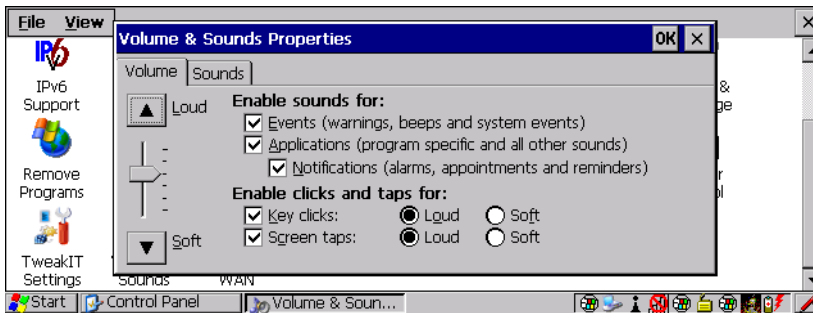 File View
Volume & Sounds Properties OK
Volume Sounds
IPv6
Support
Remove
Programs
TweakIT
Settings
Sounds
WAN
&
Loud
Soft
Enable sounds for:
Events (warnings, beeps and system events)
Applications (program specific and all other sounds)
Notifications (alarms, appointments and reminders)
Enable clicks and taps for:
Key clicks: Loud Soft
Screen taps: Loud Soft
Start Control Panel Volume & Soun...